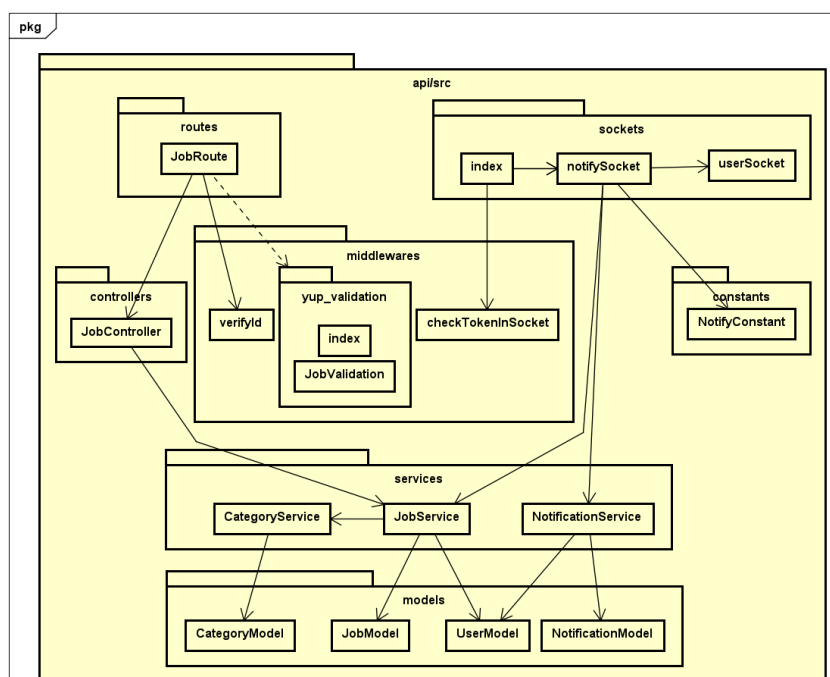 pkg
api/src
routes
JobRoute
sockets
index
notifySocket
userSocket
middlewares
verifyId
yup_validation
index
JobValidation
checkTokenInSocket
controllers
JobController
constants
NotifyConstant
services
CategoryService
JobService
NotificationService
models
CategoryModel
JobModel
UserModel
NotificationModel